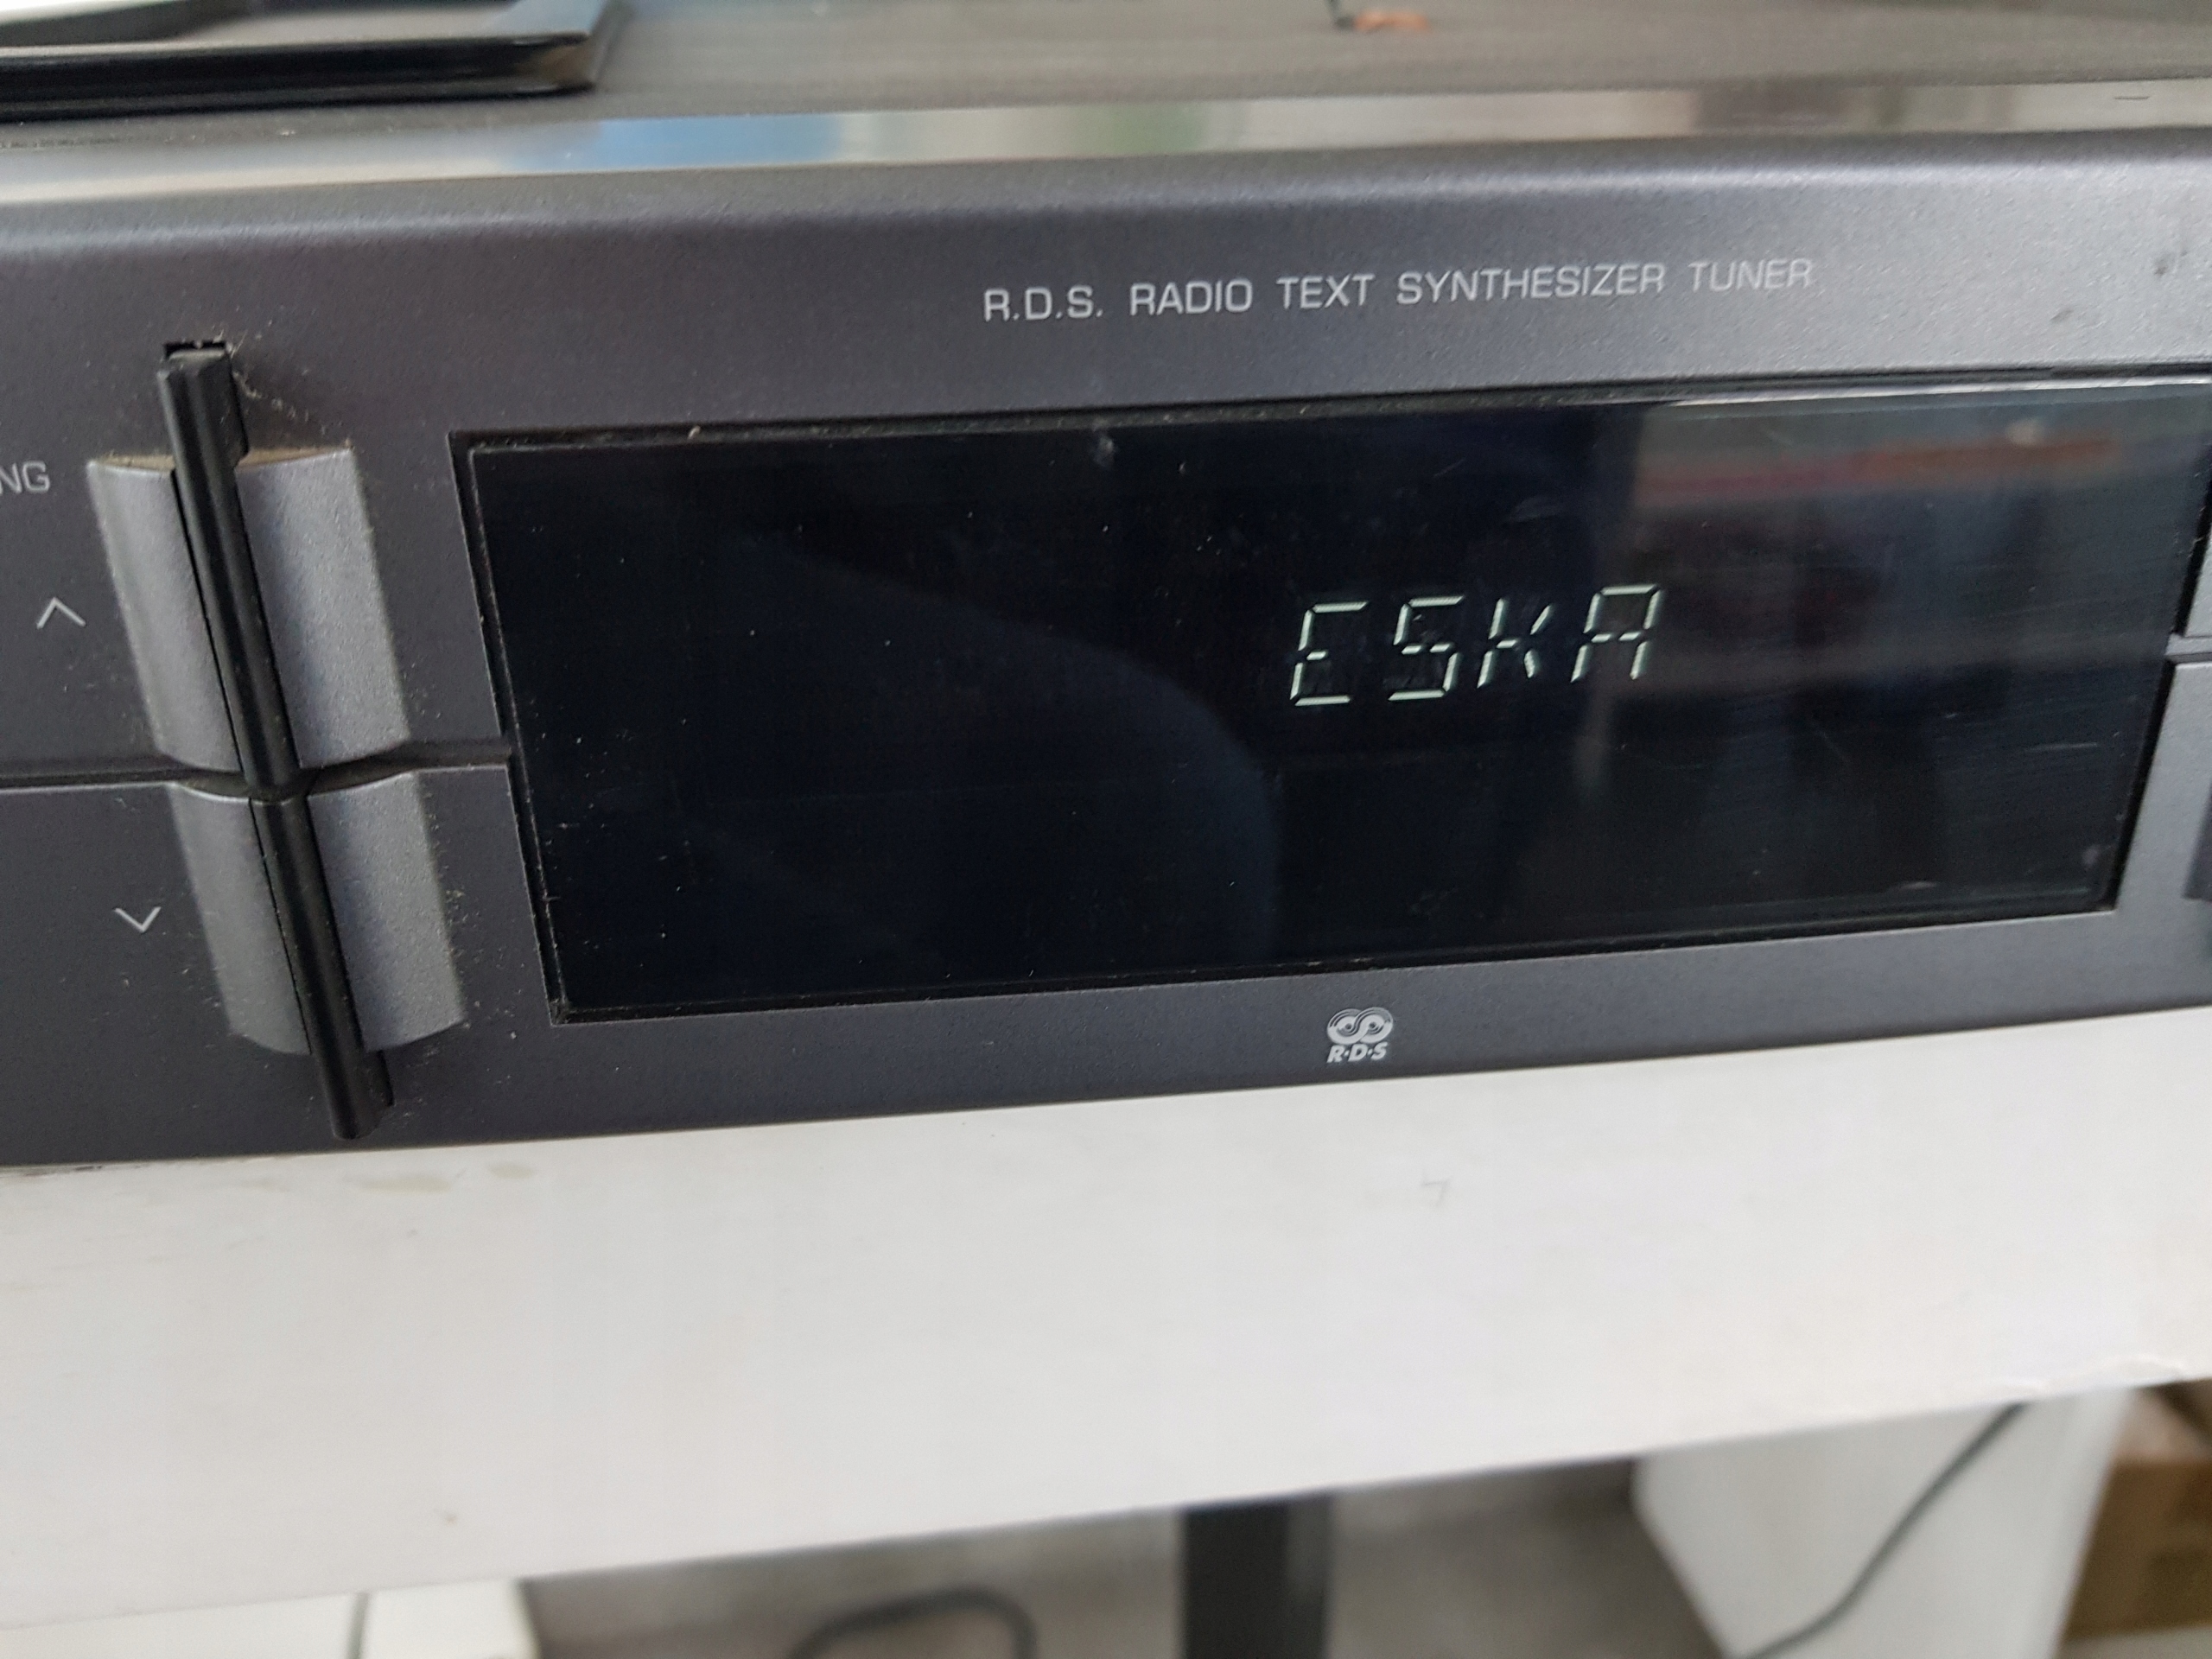 R.D.S. RADIO TEXT SYNTHESIZER TUNER
NG
ESKA
R·D·S